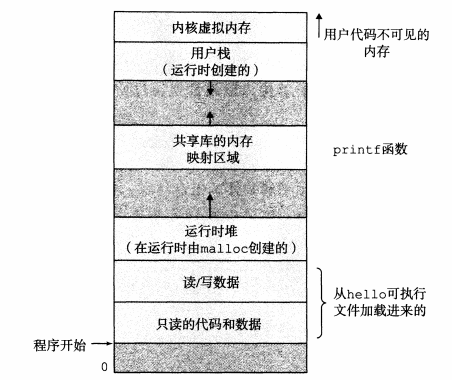 内核虚拟内存
用户代码不可见的
内存
用户栈
（运行时创建的）
共享库的内存
映射区域
printf函数
运行时堆
（在运行时由malloc创建的）
读/写数据
从hello可执行
文件加载进来的
只读的代码和数据
程序开始
0